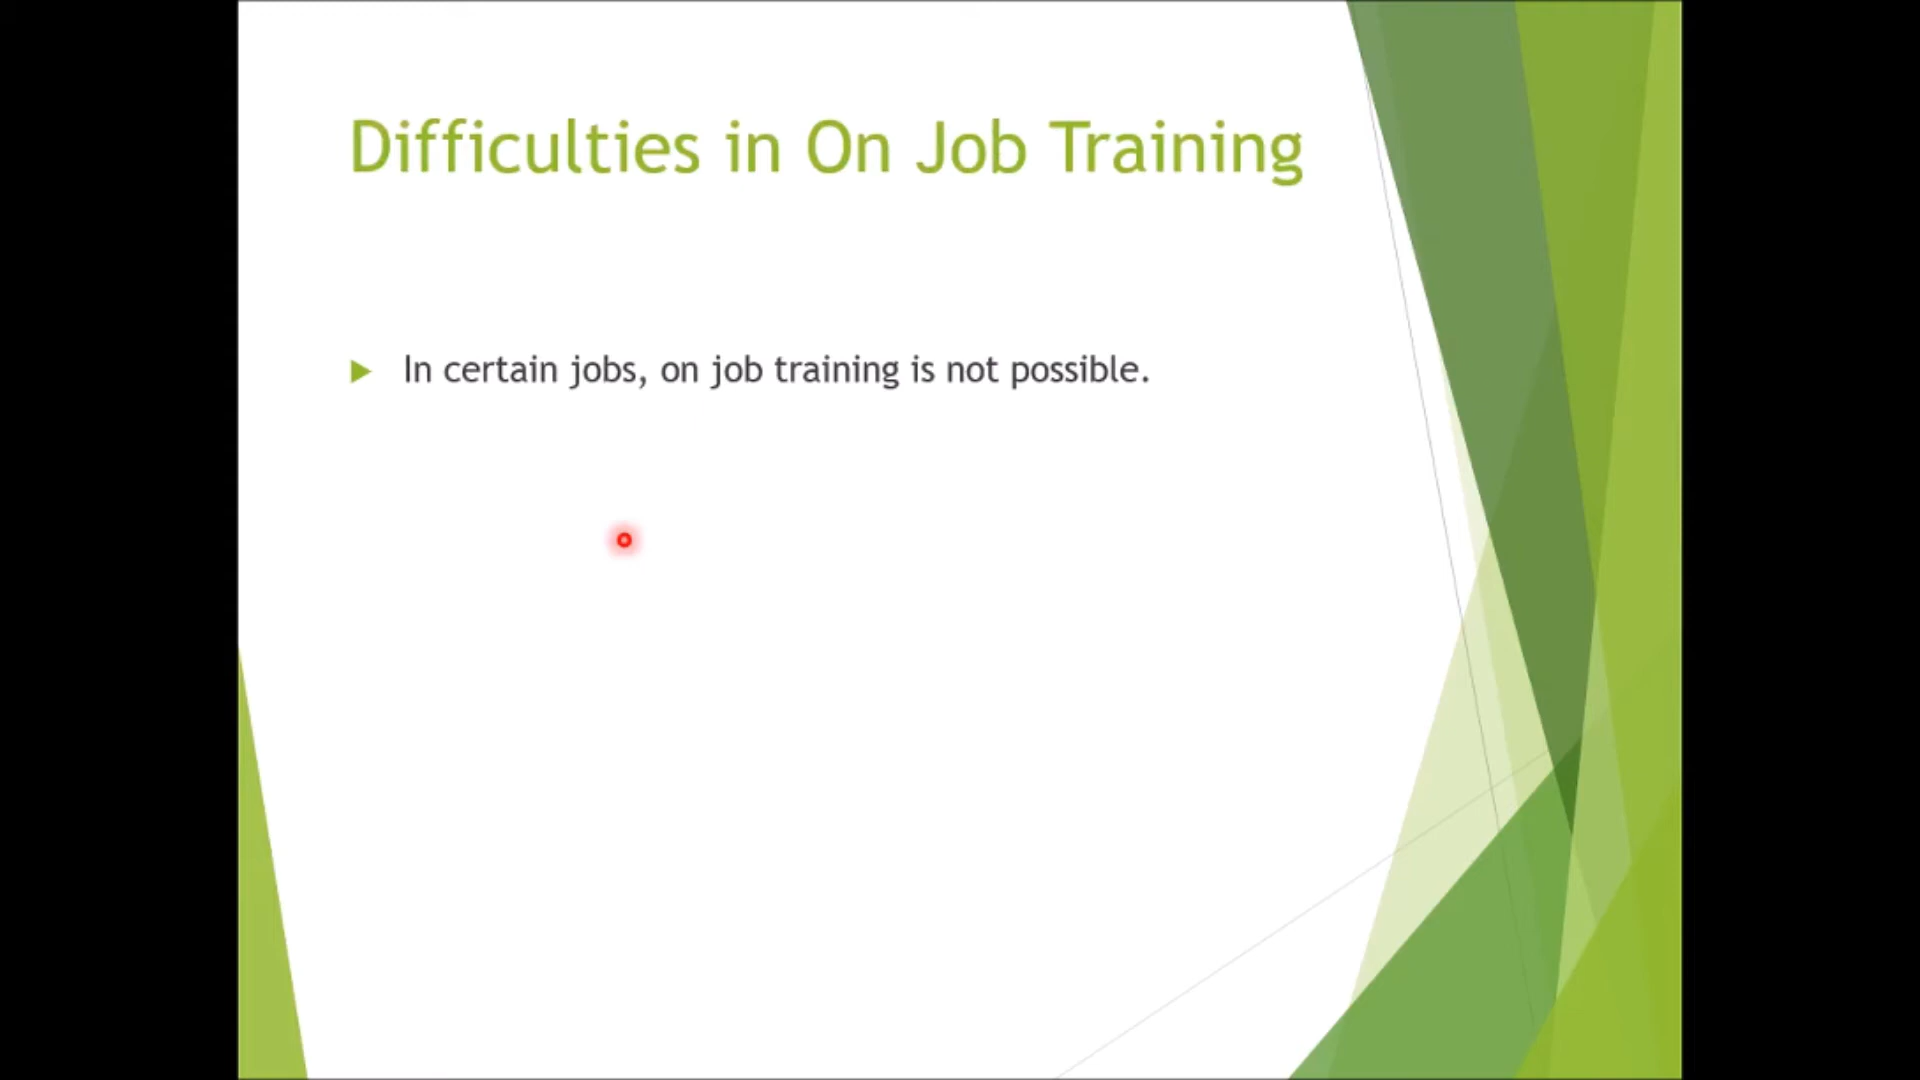 Difficulties in On Job Training
In certain jobs, on job training is not possible.